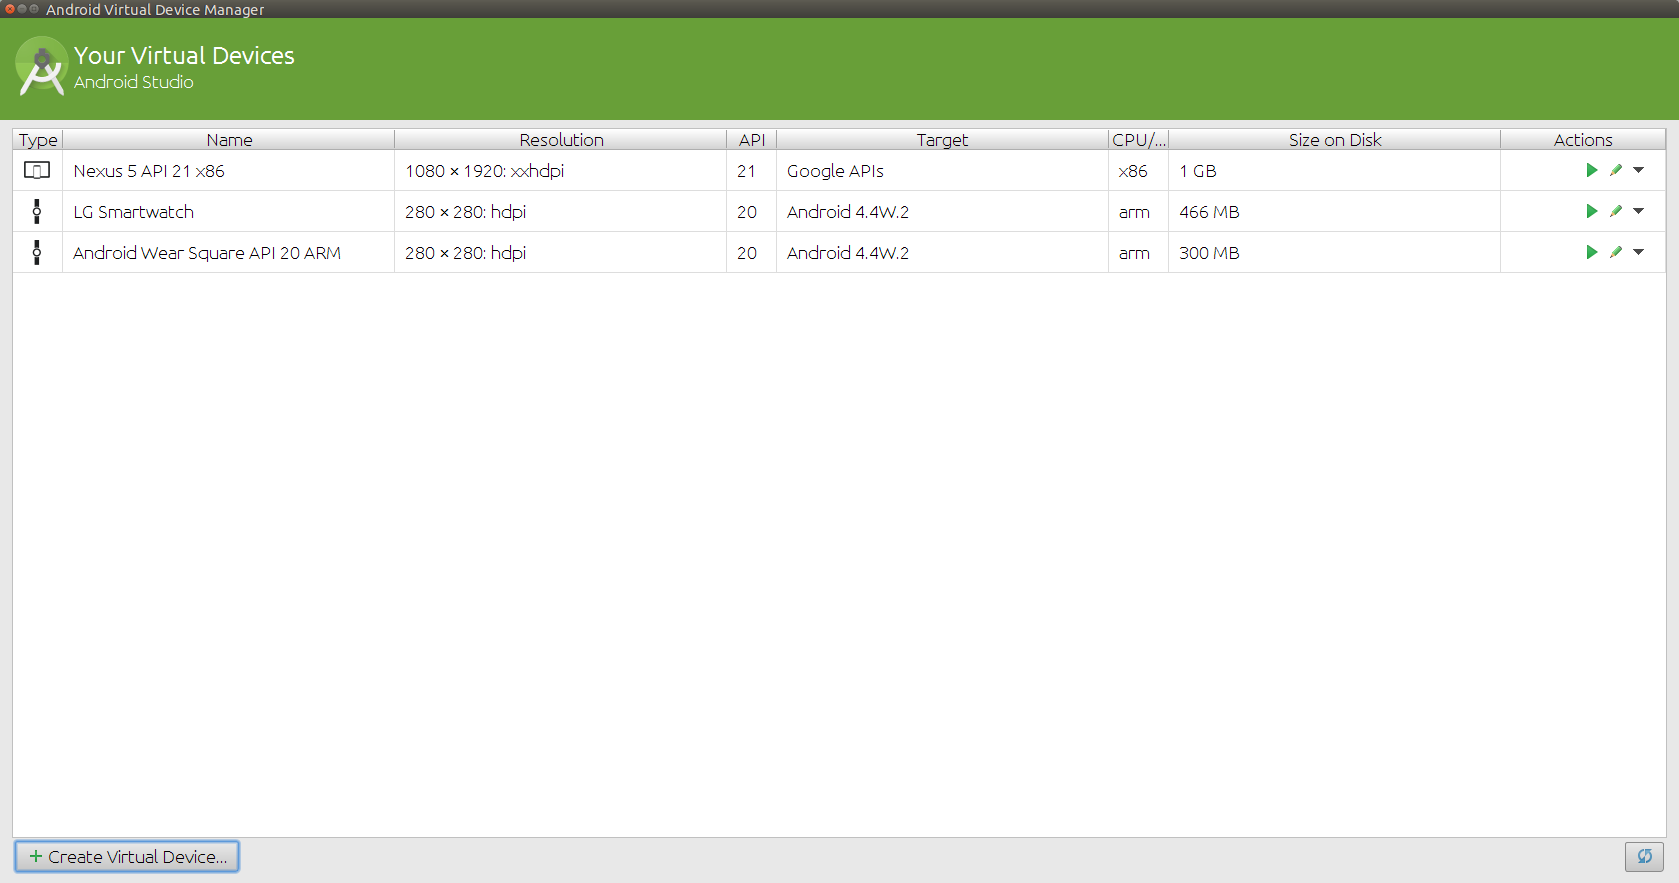 Android Virtual Device Manager
Your Virtual Devices
Android Studio
Type Name Resolution API Target CPU/... Size on Disk Actions
Nexus 5 API 21 x86 1080 × 1920: xxhdpi 21 Google APIs x86 1 GB
LG Smartwatch 280 × 280: hdpi 20 Android 4.4W.2 arm 466 MB
Android Wear Square API 20 ARM 280 × 280: hdpi 20 Android 4.4W.2 arm 300 MB
Create Virtual Device...